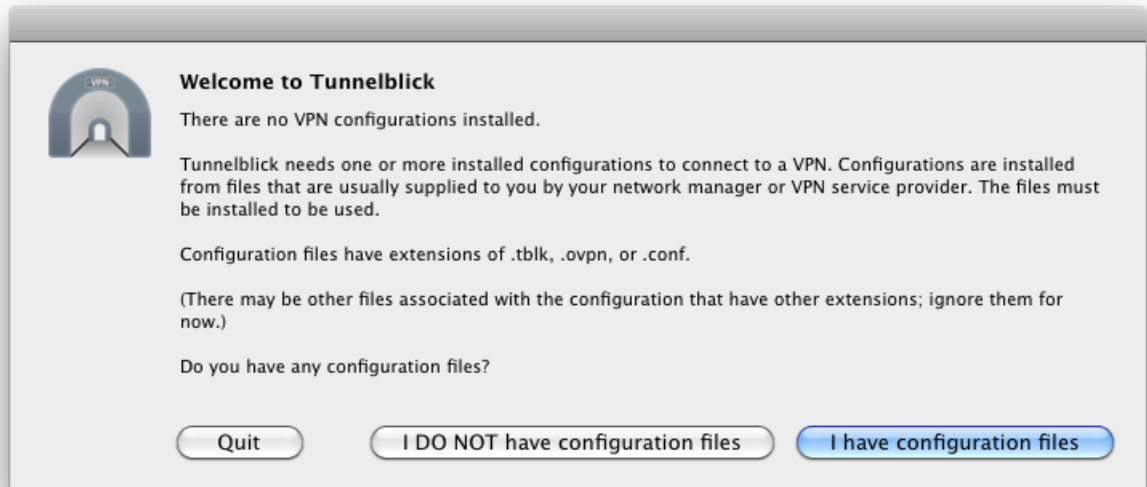 VPN
Welcome to Tunnelblick
There are no VPN configurations installed.
Tunnelblick needs one or more installed configurations to connect to a VPN. Configurations are installed
from files that are usually supplied to you by your network manager or VPN service provider. The files must
be installed to be used.
Configuration files have extensions of .tblk, .ovpn, or .conf.
(There may be other files associated with the configuration that have other extensions; ignore them for
now.)
Do you have any configuration files?
Quit
I DO NOT have configuration files
I have configuration files